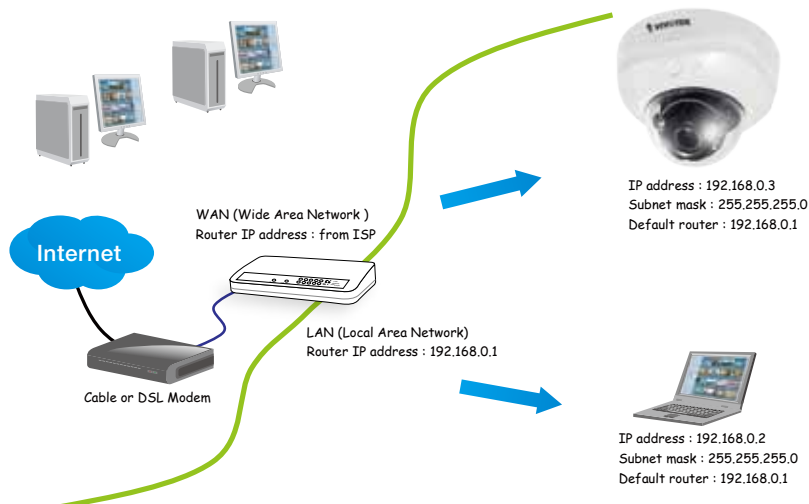 VIVOTEK
IP address : 192.168.0.3
Subnet mask : 255.255.255.0
Default router : 192.168.0.1
WAN (Wide Area Network )
Router IP address : from ISP
Internet
LAN (Local Area Network)
Router IP address : 192.168.0.1
Cable or DSL Modem
IP address : 192.168.0.2
Subnet mask : 255.255.255.0
Default router : 192.168.0.1